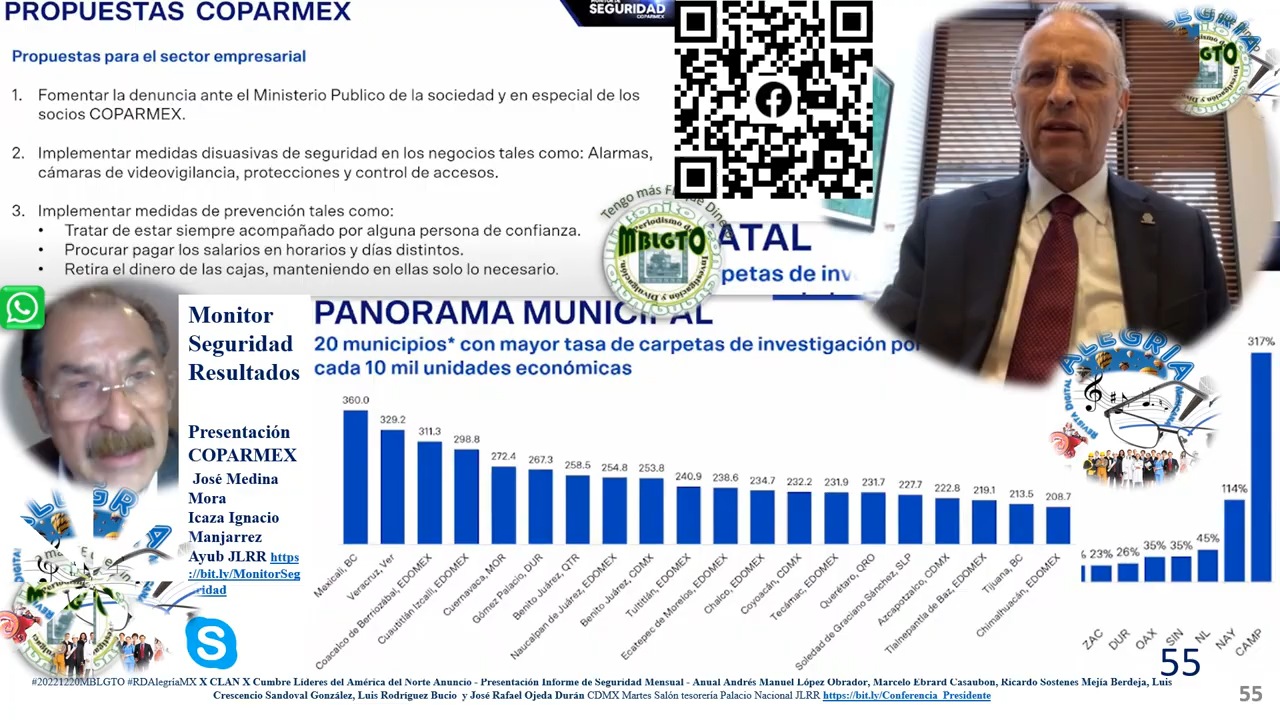 PROPUESTAS COPARMEX
SEGURIDAD
COPARMEX
Propuestas para el sector empresarial
1. Fomentar la denuncia ante el Ministerio Publico de la sociedad y en especial de los
socios COPARMEX.
2. Implementar medidas disuasivas de seguridad en los negocios tales como: Alarmas,
cámaras de videovigilancia, protecciones y control de accesos.
3. Implementar medidas de prevención tales como:
• Tratar de estar siempre acompañado por alguna persona de confianza.
• Procurar pagar los salarios en horarios y días distintos.
• Retira el dinero de las cajas, manteniendo en ellas solo lo necesario.
Tengo más
MBLGTO
ATAL
petas de inv
ALEGRIA
Monitor
Seguridad
Resultados
Presentación
COPARMEX
José Medina
Mora
Icaza Ignacio
Manjarrez
Ayub JLRR https
://bit.ly/MonitorSeg
ridad
PANORAMA MUNICIPAL
20 municipios* con mayor tasa de carpetas de investigación por
cada 10 mil unidades económicas
360.0
329.2
311.3
298.8
272.4
267.3
258.5
254.8
253.8
240.9
238.6
234.7
232.2
231.9
231.7
227.7
222.8
219.1
213.5
208.7
Mexicali, BC
Veracruz, Ver
Coacalco de Berriozábal, EDOMEX
Cuautitlán Izcalli, EDOMEX
Cuernavaca, MOR
Gómez Palacio, DUR
Benito Juárez, QTR
Naucalpan de Juárez, EDOMEX
Benito Juárez, CDMX
Tultitlán, EDOMEX
Ecatepec de Morelos, EDOMEX
Chalco, EDOMEX
Coyoacán, CDMX
Tecámac, EDOMEX
Querétaro, QRO
Soledad de Graciano Sánchez, SLP
Azcapotzalco, CDMX
Tlalnepantla de Baz, EDOMEX
Tijuana, BC
Chimalhuacán, EDOMEX
23%
26%
35%
35%
45%
114%
317%
ZAC
DUR
OAX
SIN
NL
NAY
CAMP
55
#20221220MBLGTO #RDAlegriaMX X CLAN X Cumbre Líderes del América del Norte Anuncio - Presentación Informe de Seguridad Mensual - Anual Andrés Manuel López Obrador, Marcelo Ebrard Casaubon, Ricardo Sostenes Mejía Berdeja, Luis
Crescencio Sandoval González, Luis Rodríguez Bucio y José Rafael Ojeda Durán CDMX Martes Salón tesorería Palacio Nacional JLRR https://bit.ly/Conferencia_Presidente
55